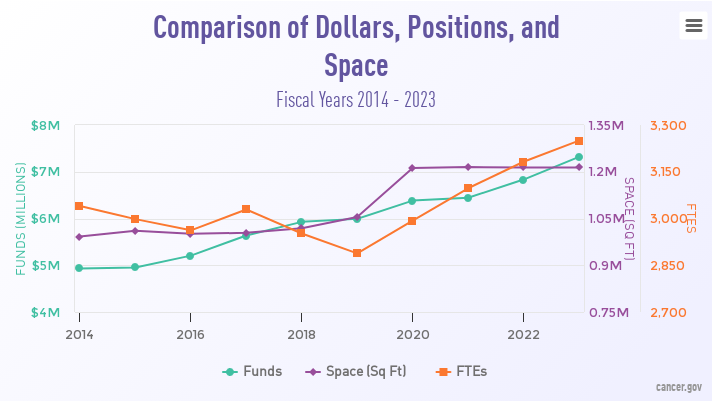 Comparison of Dollars, Positions, and
Space
Fiscal Years 2014 - 2023
$8M
$7M
$6M
$5M
$4M
FUNDS (MILLIONS)
1.35M
1.2M
1.05M
0.9M
0.75M
SPACE (SQ FT)
3,300
3,150
3,000
2,850
2,700
FTES
2014
2016
2018
2020
2022
Funds
Space (Sq Ft)
FTEs
cancer.gov